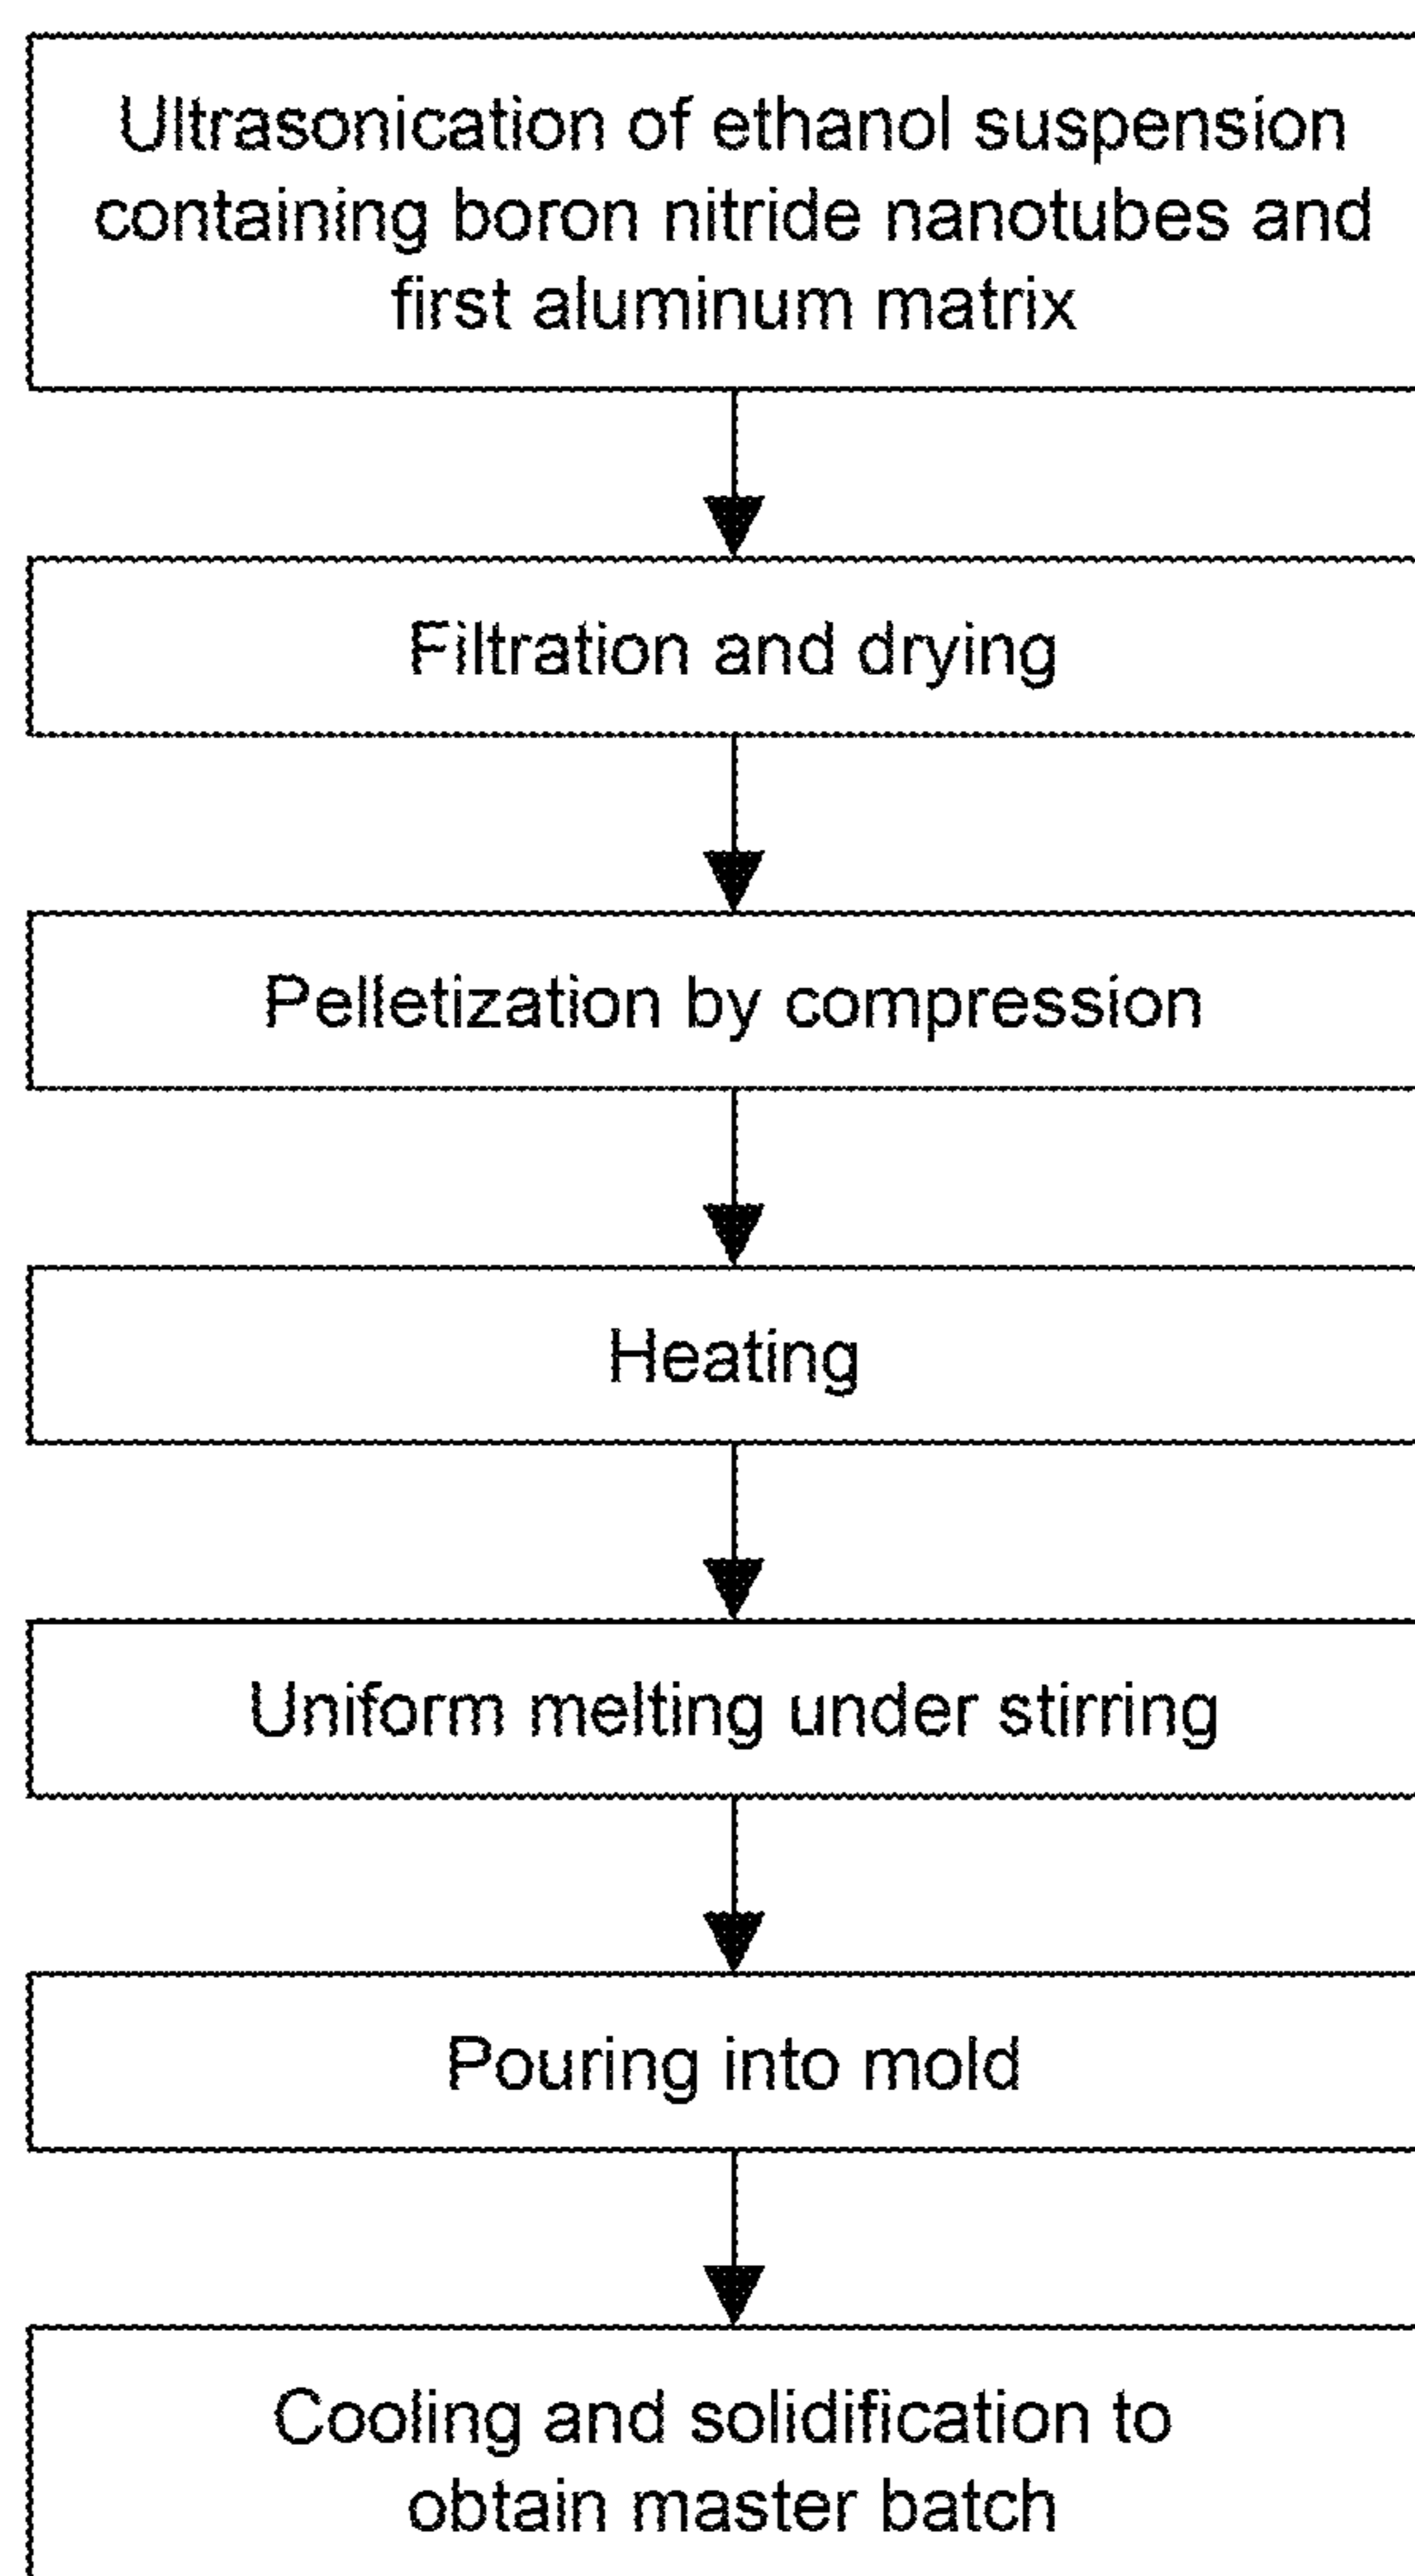 Ultrasonication of ethanol suspension
containing boron nitride nanotubes and
first aluminum matrix
Filtration and drying
Pelletization by compression
Heating
Uniform melting under stirring
Pouring into mold
Cooling and solidification to
obtain master batch